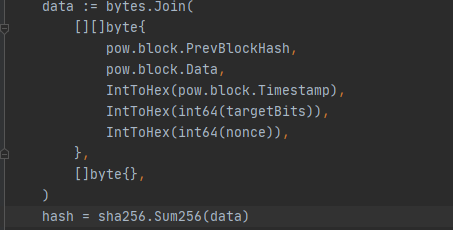 data := bytes.Join(
[][]byte{
pow.block.PrevBlockHash,
pow.block.Data,
IntToHex(pow.block.Timestamp),
IntToHex(int64(targetBits)),
IntToHex(int64(nonce)),
},
[]byte{},
)
hash = sha256.Sum256(data)